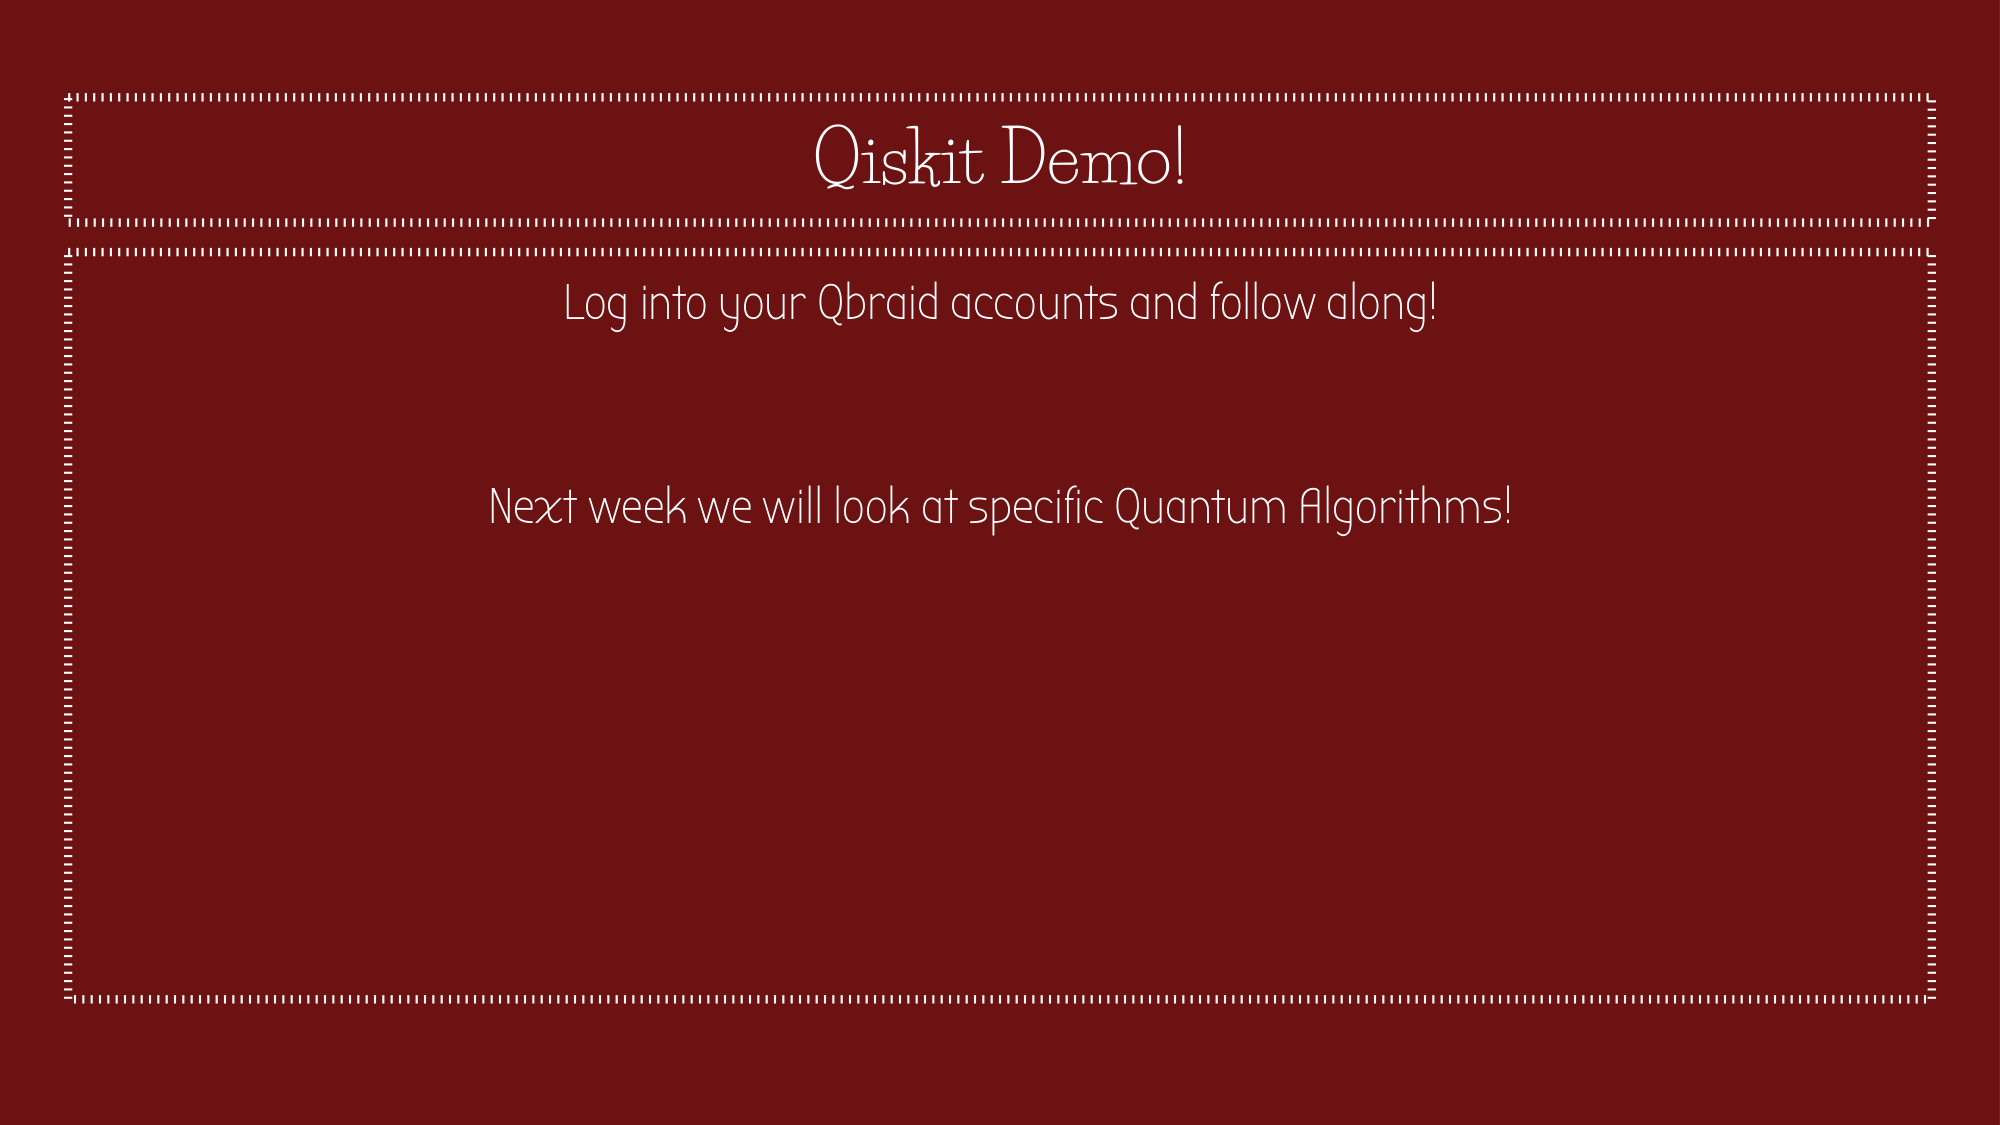 Qiskit Demo!
Log into your Qbraid accounts and follow along!
Next week we will look at specific Quantum Algorithms!